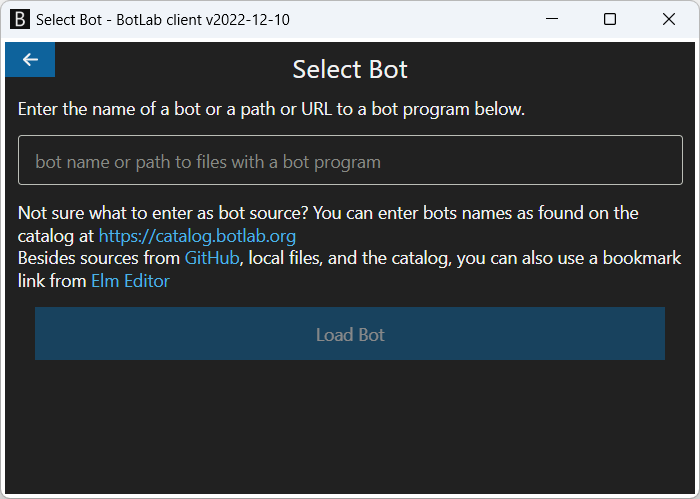 B Select Bot - BotLab client v2022-12-10
Select Bot
Enter the name of a bot or a path or URL to a bot program below.
bot name or path to files with a bot program
Not sure what to enter as bot source? You can enter bots names as found on the
catalog at https://catalog.botlab.org
Besides sources from GitHub, local files, and the catalog, you can also use a bookmark
link from Elm Editor
Load Bot